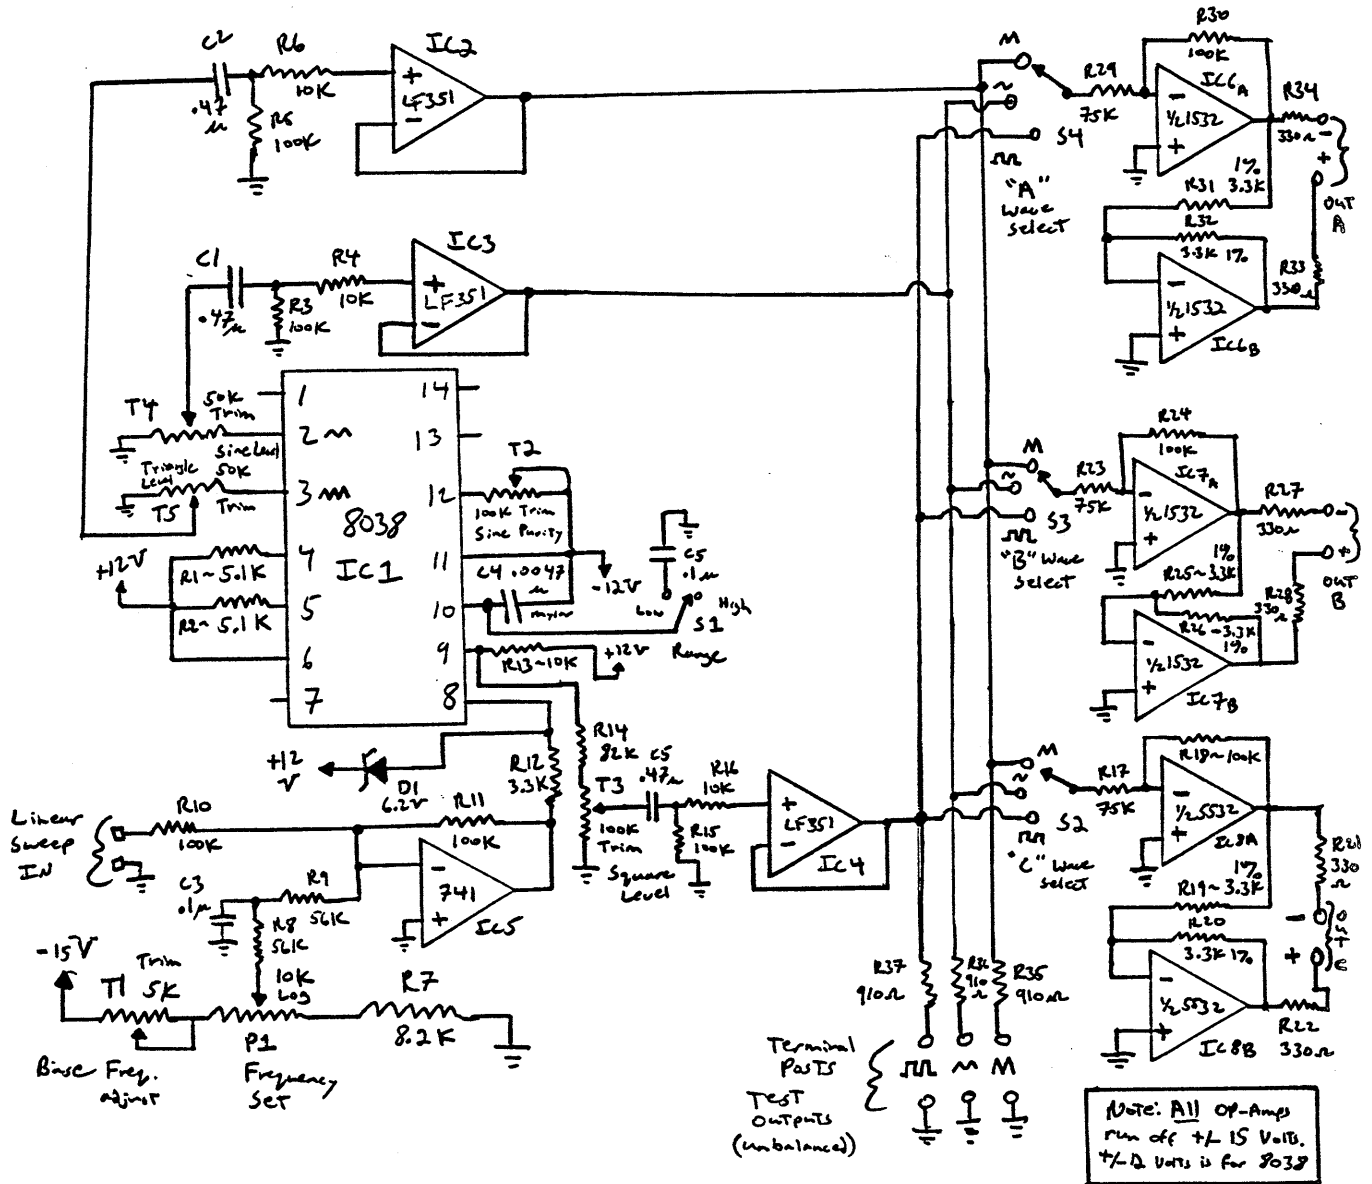 C2
R6
IC2
10K
+
LF351
-
.47
µ
R5
100K
M
~
S4
"A"
Wave
Select
R29
75K
R30
100K
IC6A
-
1/2 1532
+
R34
330Ω
-
+
OUT
A
1%
R31 3.3K
R32
3.3K 1%
R33
330Ω
-
1/2 1532
+
IC6B
C1
.47µ
R4
10K
R3
100K
IC3
+
LF351
-
T4
50K
Trim
Sine Level
Triangle
Level
50K
T5
Trim
1
2
3
4
5
6
7
14
13
12
11
10
9
8
8038
IC1
+12V
R1~5.1K
R2~5.1K
T2
100K Trim
Sine Purity
C4 .0047
µ
mylar
-12V
C5
.1µ
Low
High
S1
Range
R13~10K
+12V
M
~
S3
"B" Wave
Select
R23
75K
R24
100K
IC7A
-
1/2 1532
+
R27
330Ω
-
+
OUT
B
1%
R25~3.3K
R26~3.3K
1%
R28
330Ω
-
1/2 1532
+
IC7B
+12
V
D1
6.2V
R12
3.3K
R14
82K
T3
100K
Trim
Square
Level
C5
.47µ
R16
10K
R15
100K
+
LF351
-
IC4
M
~
S2
"C" Wave
Select
R17
75K
R18~100K
-
1/2 5532
+
IC8A
1%
R19~3.3K
R20
3.3K 1%
330
Ω
-
+
OUT
-
1/2 5532
+
IC8B
R22
330Ω
Linear
Sweep
IN
R10
100K
R11
100K
C3
.1µ
R9
56K
R8
56K
-
741
+
IC5
-15V
Trim
T1 5K
10K
Log
R7
8.2K
P1
Frequency
Set
Freq.
adjust
R37
910Ω
R36
910
Ω
R35
910Ω
Terminal
Posts
Test
Outputs
(unbalanced)
Note: All OP-Amps
run off +/- 15 Volts.
+/-12 Volts is for 8038